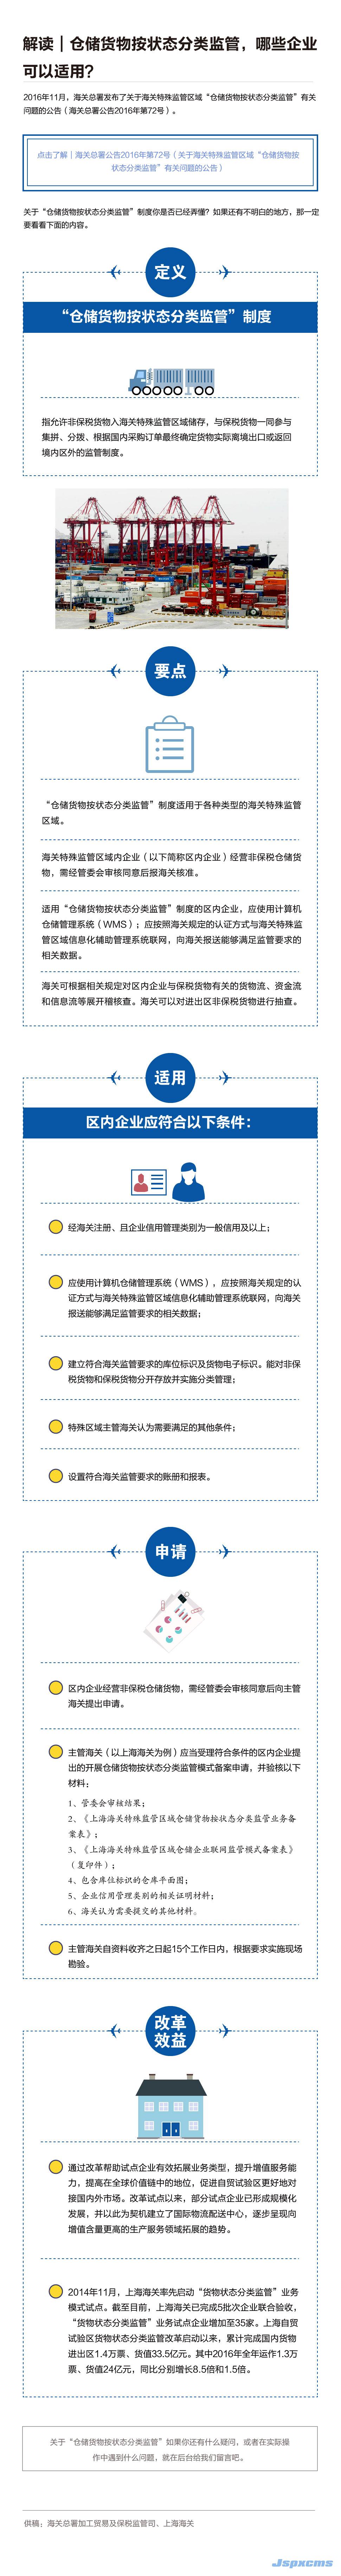 解读｜仓储货物按状态分类监管，哪些企业
可以适用？
2016年11月，海关总署发布了关于海关特殊监管区域“仓储货物按状态分类监管”有关
问题的公告（海关总署公告2016年第72号）。
点击了解｜海关总署公告2016年第72号（关于海关特殊监管区域“仓储货物按
状态分类监管”有关问题的公告）
关于“仓储货物按状态分类监管”制度你是否已经弄懂？如果还有不明白的地方，那一定
要看看下面的内容。
定义
“仓储货物按状态分类监管”制度
指允许非保税货物入海关特殊监管区域储存，与保税货物一同参与
集拼、分拨、根据国内采购订单最终确定货物实际离境出口或返回
境内区外的监管制度。
要点
“仓储货物按状态分类监管”制度适用于各种类型的海关特殊监管
区域。
海关特殊监管区域内企业（以下简称区内企业）经营非保税仓储货
物，需经管委会审核同意后报海关核准。
适用“仓储货物按状态分类监管”制度的区内企业，应使用计算机
仓储管理系统（WMS）；应按照海关规定的认证方式与海关特殊监
管区域信息化辅助管理系统联网，向海关报送能够满足监管要求的
相关数据。
海关可根据相关规定对区内企业与保税货物有关的货物流、资金流
和信息流等展开稽核查。海关可以对进出区非保税货物进行抽查。
适用
区内企业应符合以下条件：
经海关注册、且企业信用管理类别为一般信用及以上；
应使用计算机仓储管理系统（WMS），应按照海关规定的认
证方式与海关特殊监管区域信息化辅助管理系统联网，向海关
报送能够满足监管要求的相关数据；
建立符合海关监管要求的库位标识及货物电子标识。能对非保
税货物和保税货物分开存放并实施分类管理；
特殊区域主管海关认为需要满足的其他条件；
设置符合海关监管要求的账册和报表。
申请
区内企业经营非保税仓储货物，需经管委会审核同意后向主管
海关提出申请。
主管海关（以上海海关为例）应当受理符合条件的区内企业提
出的开展仓储货物按状态分类监管模式备案申请，并验核以下
材料：
1、管委会审核结果；
2、《上海海关特殊监管区域仓储货物按状态分类监管业务备
案表》；
3、《上海海关特殊监管区域仓储企业联网监管模式备案表》
（复印件）；
4、包含库位标识的仓库平面图；
5、企业信用管理类别的相关证明材料；
6、海关认为需要提交的其他材料。
主管海关自资料收齐之日起15个工作日内，根据要求实施现场
勘验。
改革
效益
通过改革帮助试点企业有效拓展业务类型，提升增值服务能
力，提高在全球价值链中的地位，促进自贸试验区更好地对
接国内外市场。改革试点以来，部分试点企业已形成规模化
发展，并以此为契机建立了国际物流配送中心，逐步呈现向
增值含量更高的生产服务领域拓展的趋势。
2014年11月，上海海关率先启动“货物状态分类监管”业务
模式试点。截至目前，上海海关已完成5批次企业联合验收，
“货物状态分类监管”业务试点企业增加至35家。上海自贸
试验区货物状态分类监管改革启动以来，累计完成国内货物
进出区1.4万票、货值33.5亿元。其中2016年全年运作1.3万
票、货值24亿元，同比分别增长8.5倍和1.5倍。
关于“仓储货物按状态分类监管”如果你还有什么疑问，或者在实际操
作中遇到什么问题，就在后台给我们留言吧。
供稿：海关总署加工贸易及保税监管司、上海海关
Jspxcms